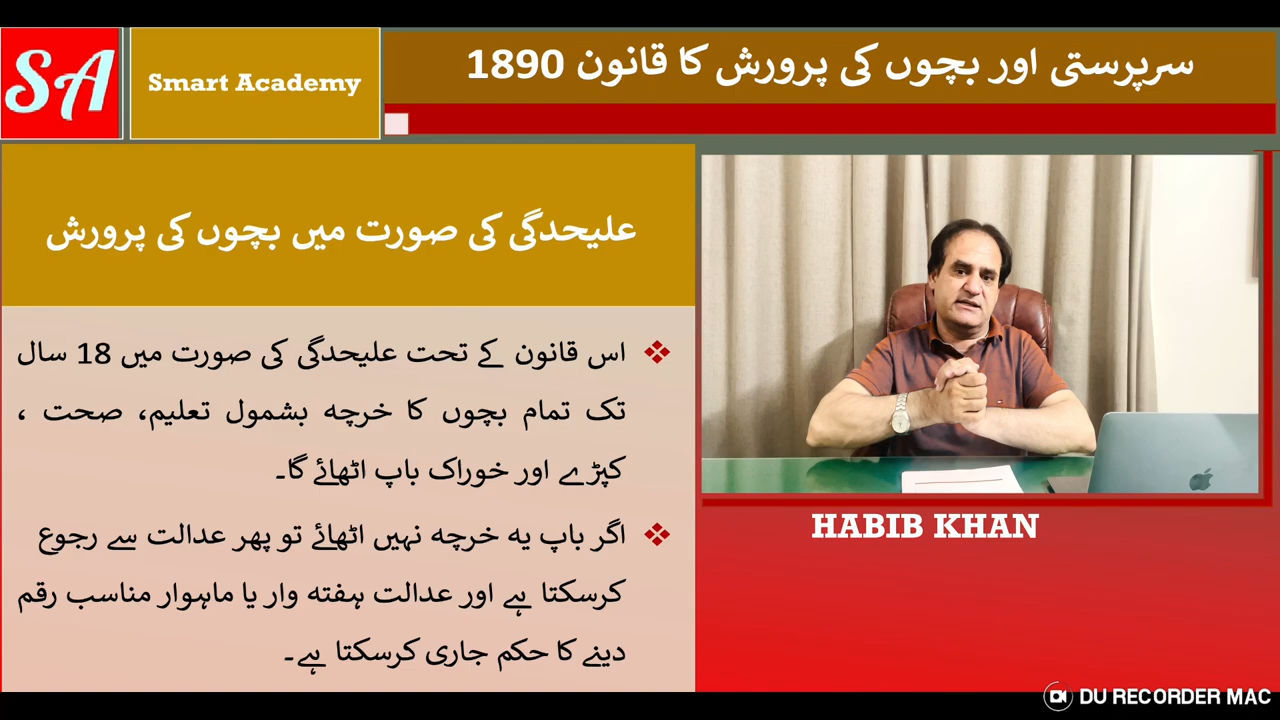 SA
Smart Academy
سرپرستی اور بچوں کی پرورش کا قانون 1890
علیحدگی کی صورت میں بچوں کی پرورش
❖ اس قانون کے تحت علیحدگی کی صورت میں 18 سال
تک تمام بچوں کا خرچہ بشمول تعلیم، صحت ،
کپڑے اور خوراک باپ اٹھائے گا۔
❖ اگر باپ یہ خرچہ نہیں اٹھائے تو پھر عدالت سے رجوع
کرسکتا ہے اور عدالت ہفتہ وار یا ماہوار مناسب رقم
دینے کا حکم جاری کرسکتا ہے۔
HABIB KHAN
DU RECORDER MAC